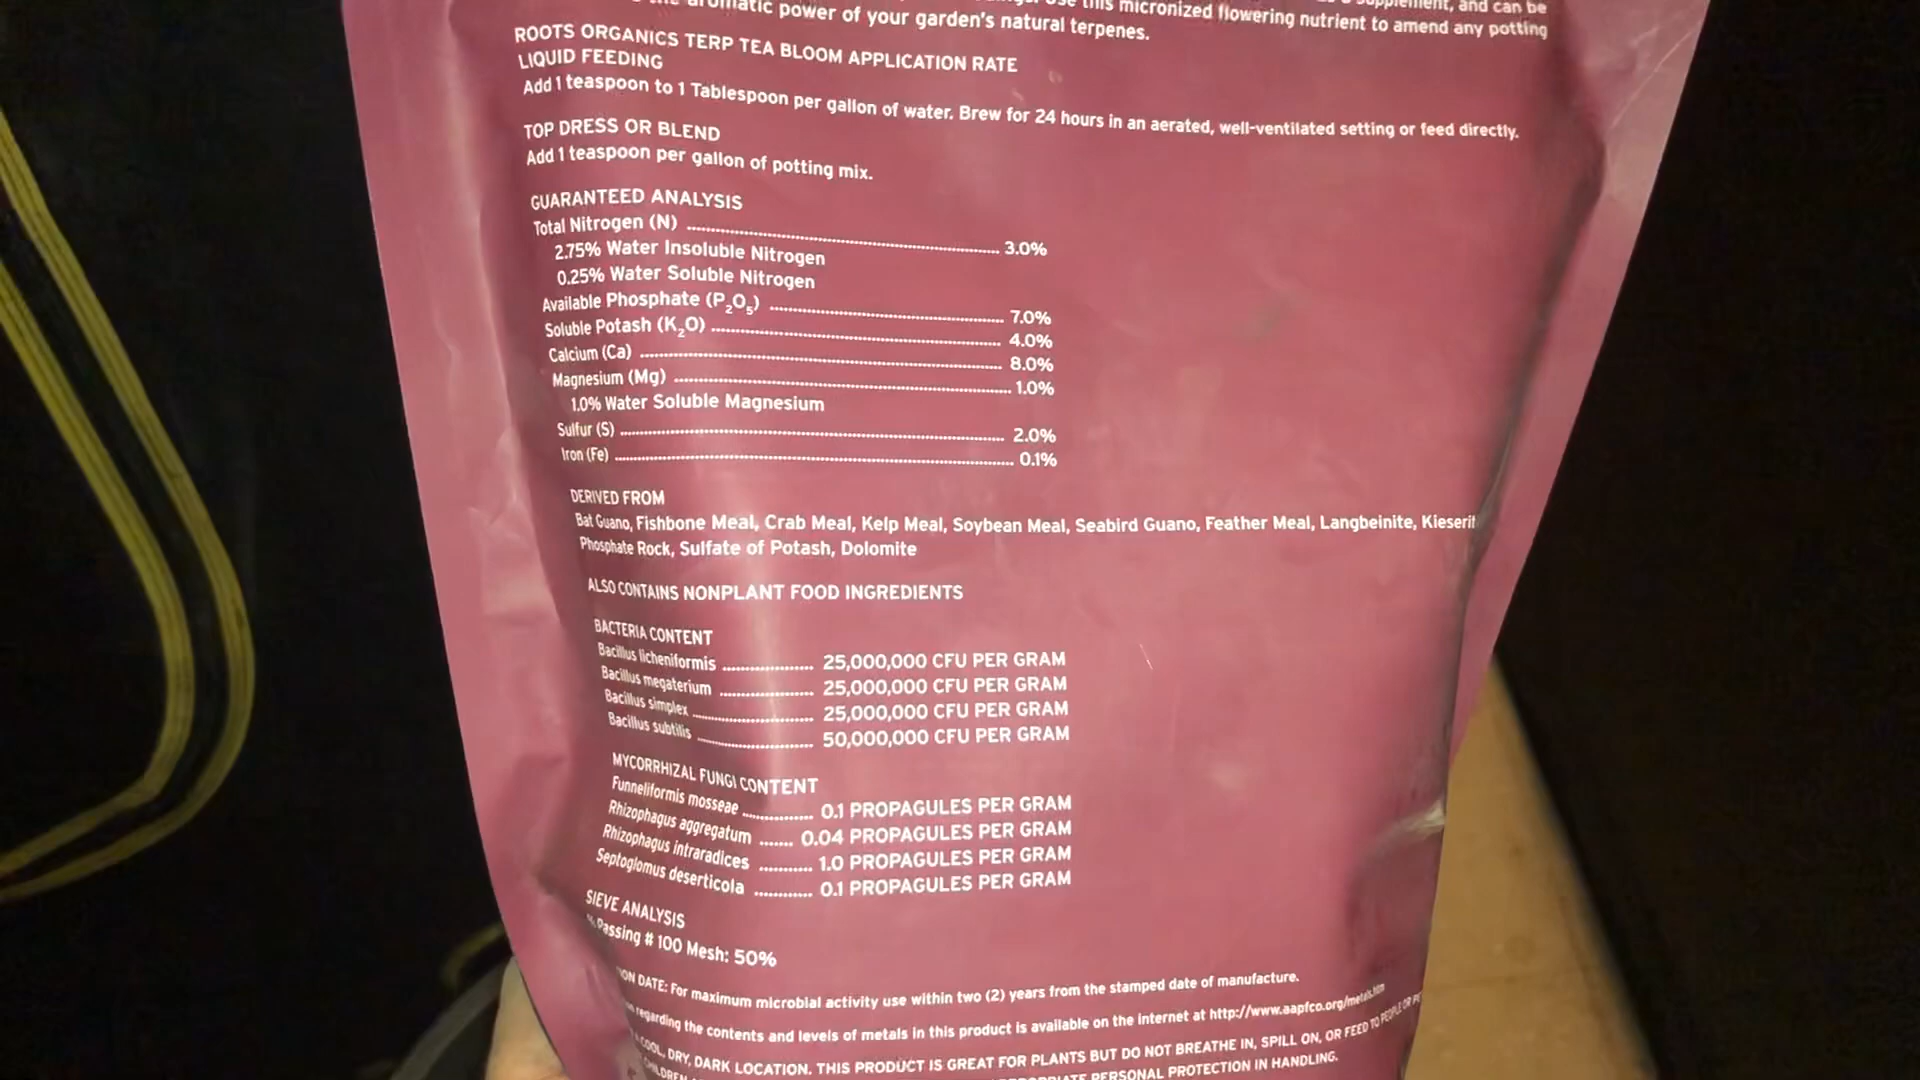 supplement, and can be
the aromatic power of your garden's natural terpenes. Use this micronized flowering nutrient to amend any potting
ROOTS ORGANICS TERP TEA BLOOM APPLICATION RATE
LIQUID FEEDING
Add 1 teaspoon to 1 Tablespoon per gallon of water. Brew for 24 hours in an aerated, well-ventilated setting or feed directly.
TOP DRESS OR BLEND
Add 1 teaspoon per gallon of potting mix.
GUARANTEED ANALYSIS
Total Nitrogen (N) .......... 3.0%
2.75% Water Insoluble Nitrogen
0.25% Water Soluble Nitrogen
Available Phosphate (P₂O₅) .......... 7.0%
Soluble Potash (K₂O) .......... 4.0%
Calcium (Ca) .......... 8.0%
Magnesium (Mg) .......... 1.0%
1.0% Water Soluble Magnesium
Sulfur (S) .......... 2.0%
Iron (Fe) .......... 0.1%
DERIVED FROM
Bat Guano, Fishbone Meal, Crab Meal, Kelp Meal, Soybean Meal, Seabird Guano, Feather Meal, Langbeinite, Kieserit
Phosphate Rock, Sulfate of Potash, Dolomite
ALSO CONTAINS NONPLANT FOOD INGREDIENTS
BACTERIA CONTENT
Bacillus licheniformis .......... 25,000,000 CFU PER GRAM
Bacillus megaterium .......... 25,000,000 CFU PER GRAM
Bacillus simplex .......... 25,000,000 CFU PER GRAM
Bacillus subtilis .......... 50,000,000 CFU PER GRAM
MYCORRHIZAL FUNGI CONTENT
Funneliformis mosseae .......... 0.1 PROPAGULES PER GRAM
Rhizophagus aggregatum ....... 0.04 PROPAGULES PER GRAM
Rhizophagus intraradices .......... 1.0 PROPAGULES PER GRAM
Septoglomus deserticola .......... 0.1 PROPAGULES PER GRAM
SIEVE ANALYSIS
% Passing # 100 Mesh: 50%
ION DATE: For maximum microbial activity use within two (2) years from the stamped date of manufacture.
regarding the contents and levels of metals in this product is available on the internet at http://www.aapfco.org/metals.htm
COOL, DRY, DARK LOCATION. THIS PRODUCT IS GREAT FOR PLANTS BUT DO NOT BREATHE IN, SPILL ON, OR FEED TO PEOPLE OR
PERSONAL PROTECTION IN HANDLING.